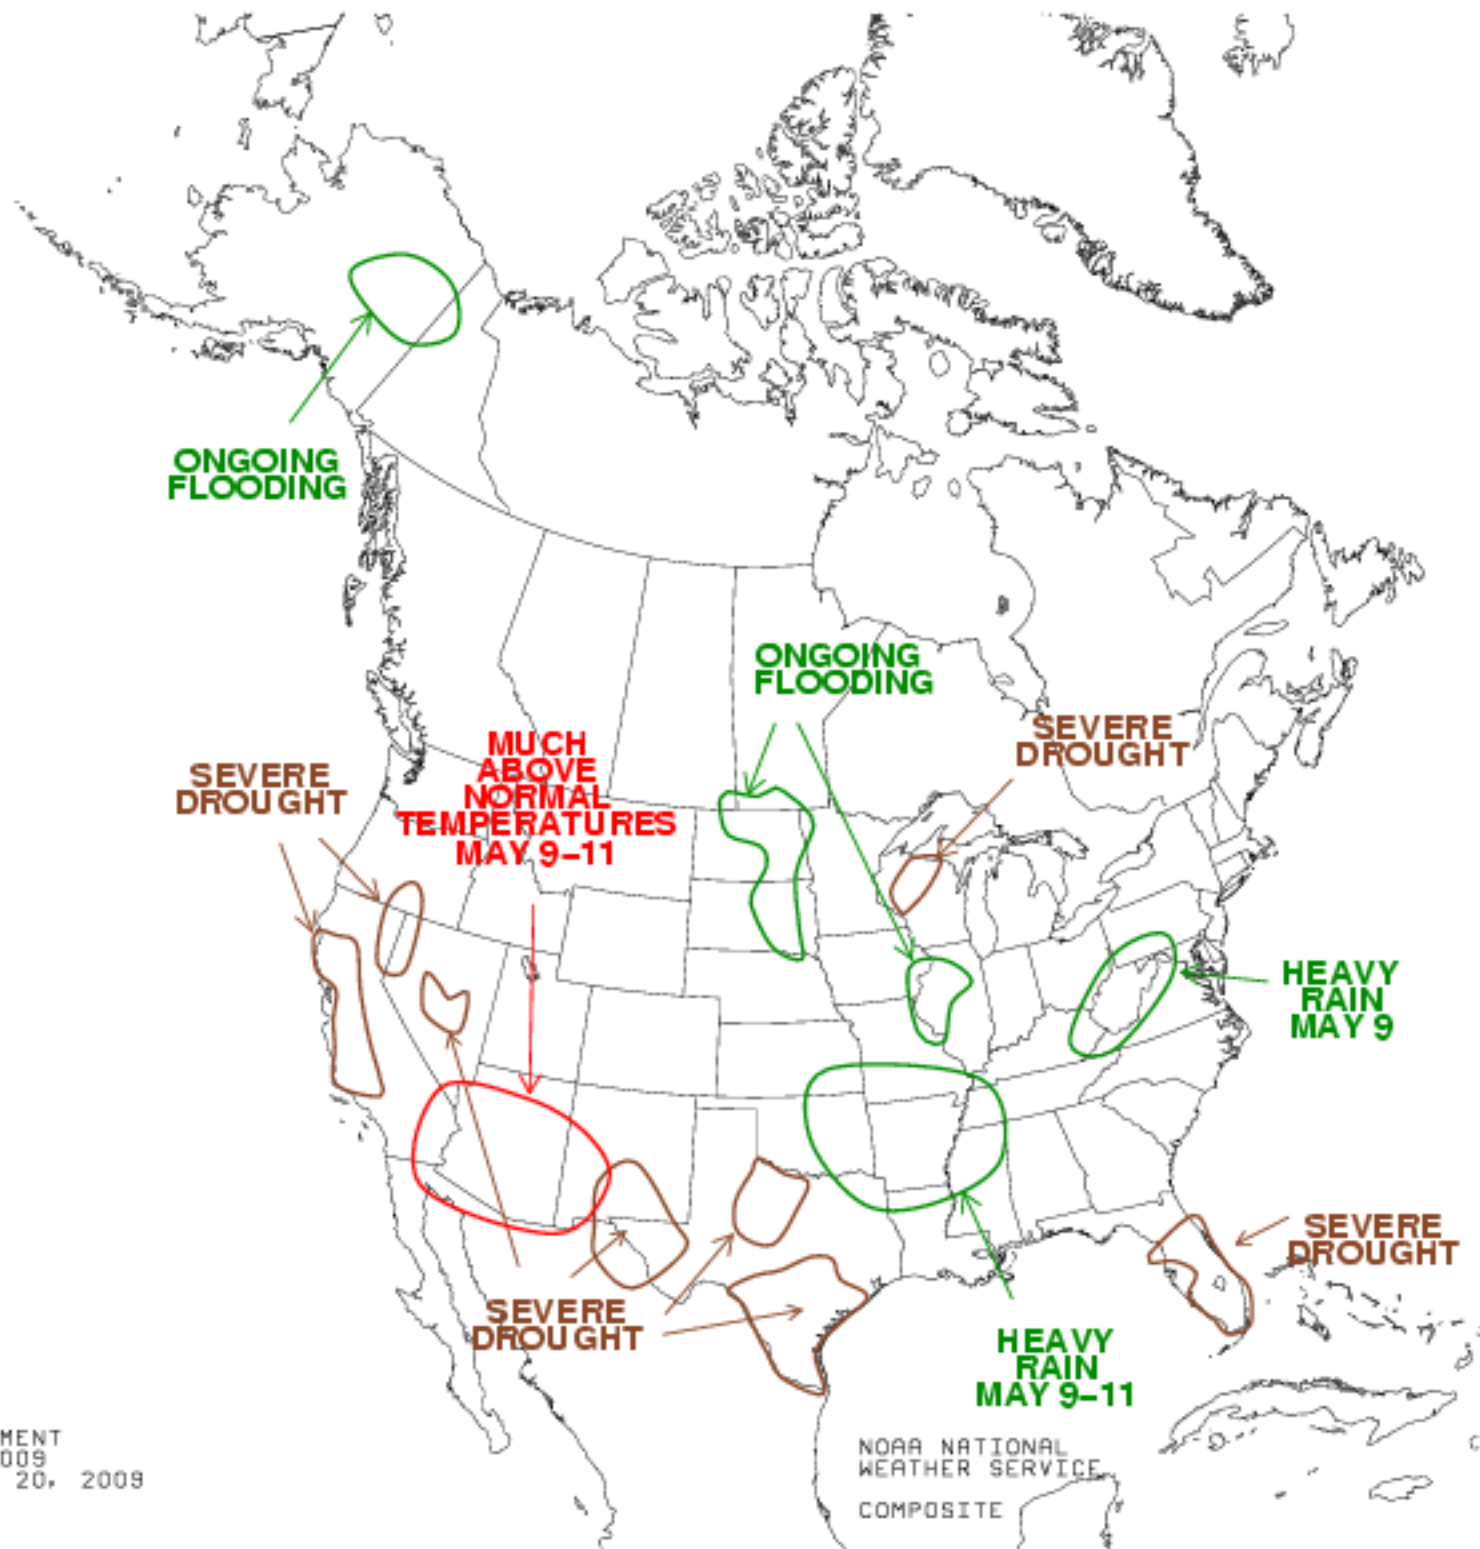 ONGOING
FLOODING
ONGOING
FLOODING
SEVERE
DROUGHT
MUCH
ABOVE
NORMAL
TEMPERATURES
MAY 9-11
SEVERE
DROUGHT
HEAVY
RAIN
MAY 9
SEVERE
DROUGHT
SEVERE
DROUGHT
HEAVY
RAIN
MAY 9-11
MENT
009
20, 2009
NOAA NATIONAL
WEATHER SERVICE
COMPOSITE